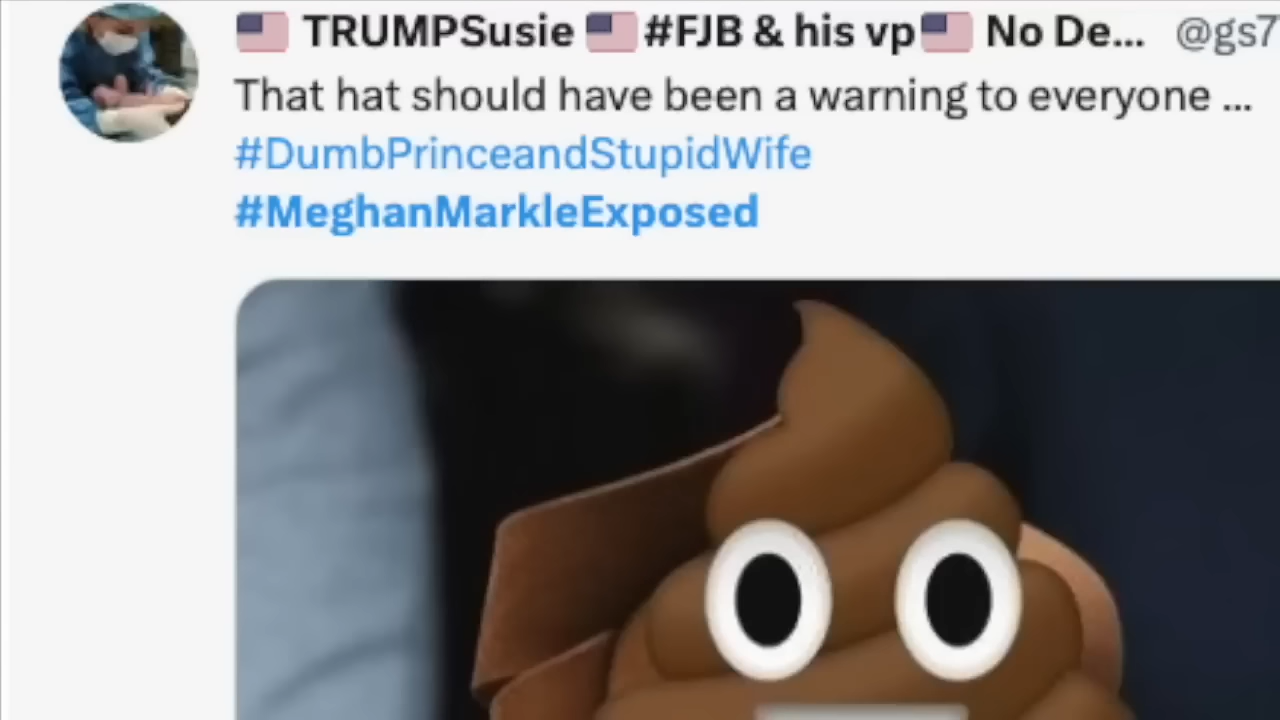 TRUMPSusie #FJB & his vp No De... @gs7
That hat should have been a warning to everyone ...
#DumbPrinceandStupidWife
#MeghanMarkleExposed